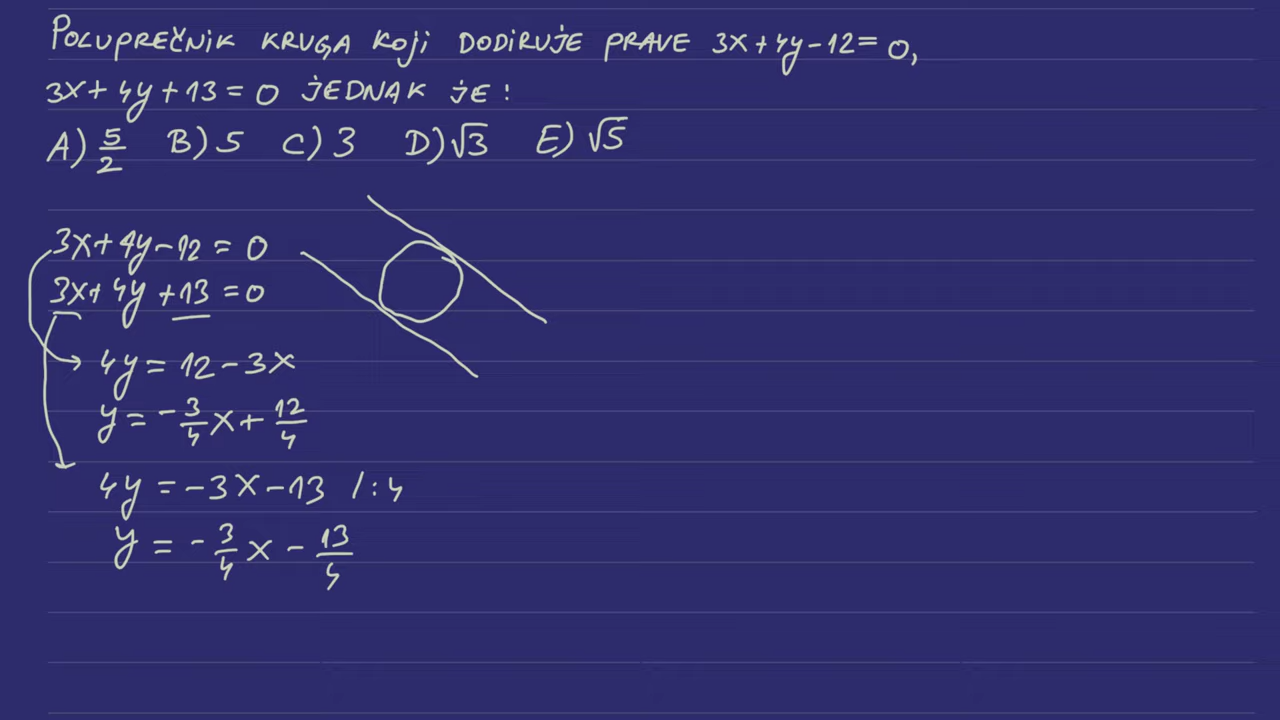 POLUPREČNIK KRUGA KOJI DODIRUJE PRAVE 3x+4y-12=0,
3x+4y+13=0 JEDNAK JE:
A) 5/2 B) 5 C) 3 D) √3 E) √5
3x+4y-12=0
3x+4y+13=0
4y=12-3x
y=-3/4x+12/4
4y=-3x-13 /:4
y=-3/4x-13/4